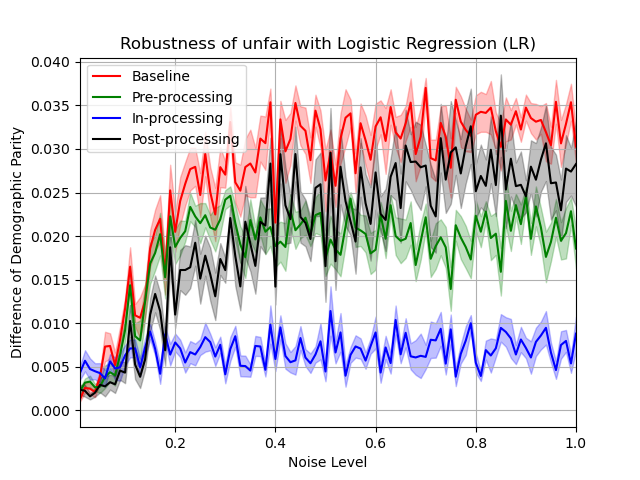 Robustness of unfair with Logistic Regression (LR)
0.040
0.035
0.030
0.025
0.020
0.015
0.010
0.005
0.000
Difference of Demographic Parity
Baseline
Pre-processing
In-processing
Post-processing
0.2
0.4
0.6
0.8
1.0
Noise Level